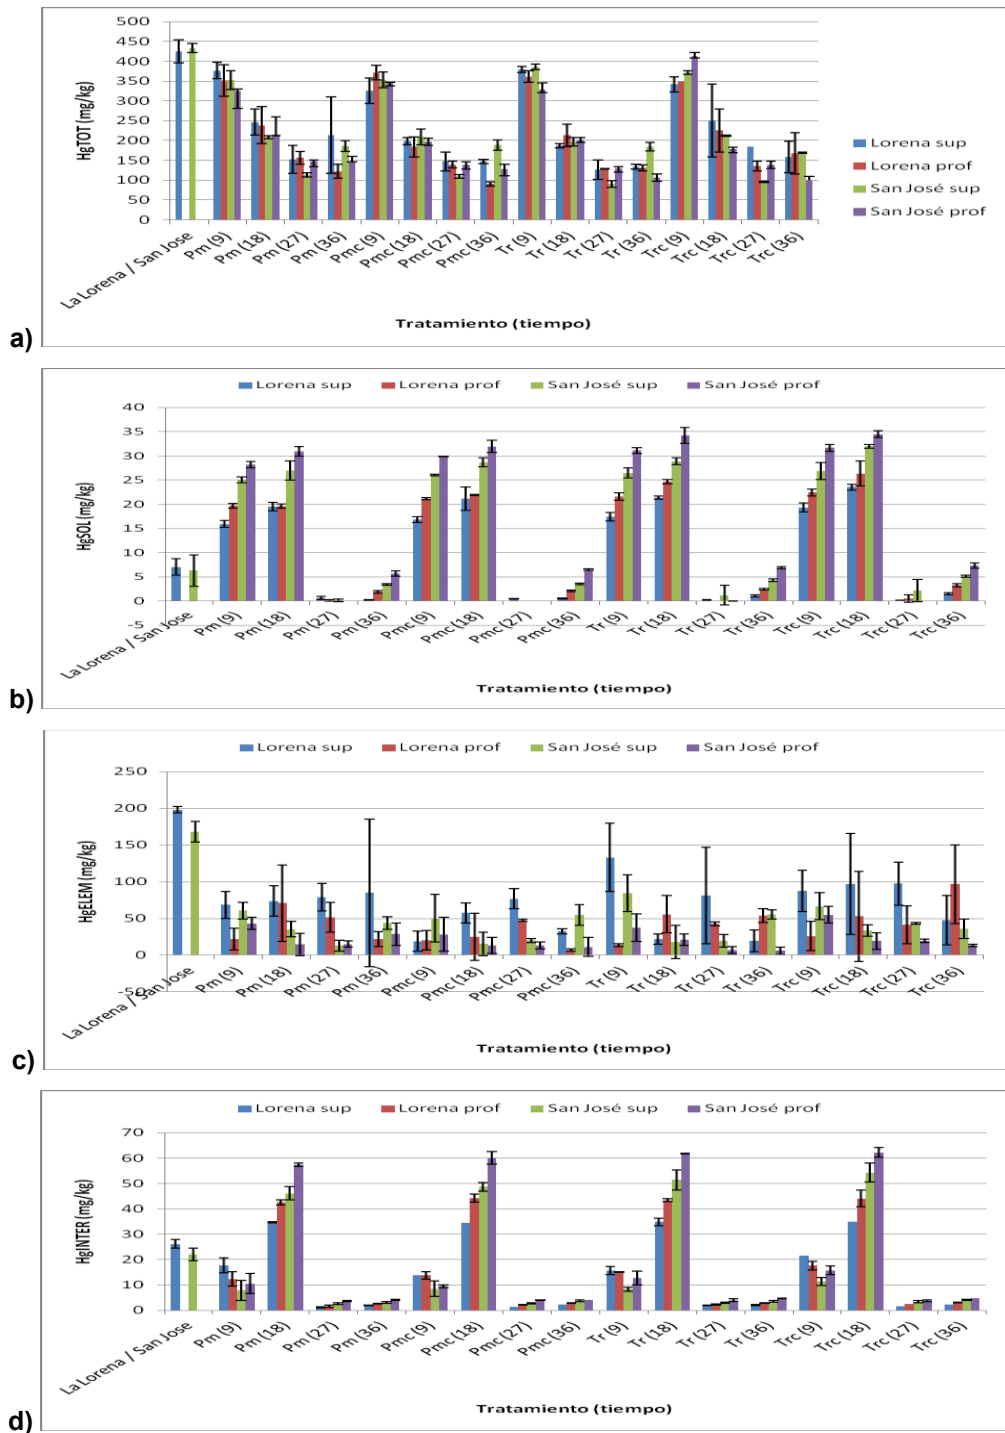 500
450
400
350
300
250
200
150
100
50
0
HgTOT (mg/kg)
La Lorena / San Jose
Pm (9)
Pm (18)
Pm (27)
Pm (36)
Pmc (9)
Pmc (18)
Pmc (27)
Pmc (36)
Tr (9)
Tr (18)
Tr (27)
Tr (36)
Trc (9)
Trc (18)
Trc (27)
Trc (36)
Lorena sup
Lorena prof
San José sup
San José prof
Tratamiento (tiempo)
a)
Lorena sup Lorena prof San José sup San José prof
40
35
30
25
20
15
10
5
0
-5
HgSOL (mg/kg)
La Lorena / San Jose
Pm (9)
Pm (18)
Pm (27)
Pm (36)
Pmc (9)
Pmc (18)
Pmc (27)
Pmc (36)
Tr (9)
Tr (18)
Tr (27)
Tr (36)
Trc (9)
Trc (18)
Trc (27)
Trc (36)
Tratamiento (tiempo)
b)
Lorena sup Lorena prof San José sup San José prof
250
200
150
100
50
0
-50
HgELEM (mg/kg)
La Lorena / San Jose
Pm (9)
Pm (18)
Pm (27)
Pm (36)
Pmc (9)
Pmc (18)
Pmc (27)
Pmc (36)
Tr (9)
Tr (18)
Tr (27)
Tr (36)
Trc (9)
Trc (18)
Trc (27)
Trc (36)
Tratamiento (tiempo)
c)
Lorena sup Lorena prof San José sup San José prof
70
60
50
40
30
20
10
0
HgINTER (mg/kg)
La Lorena / San Jose
Pm (9)
Pm (18)
Pm (27)
Pm (36)
Pmc (9)
Pmc (18)
Pmc (27)
Pmc (36)
Tr (9)
Tr (18)
Tr (27)
Tr (36)
Trc (9)
Trc (18)
Trc (27)
Trc (36)
Tratamiento (tiempo)
d)